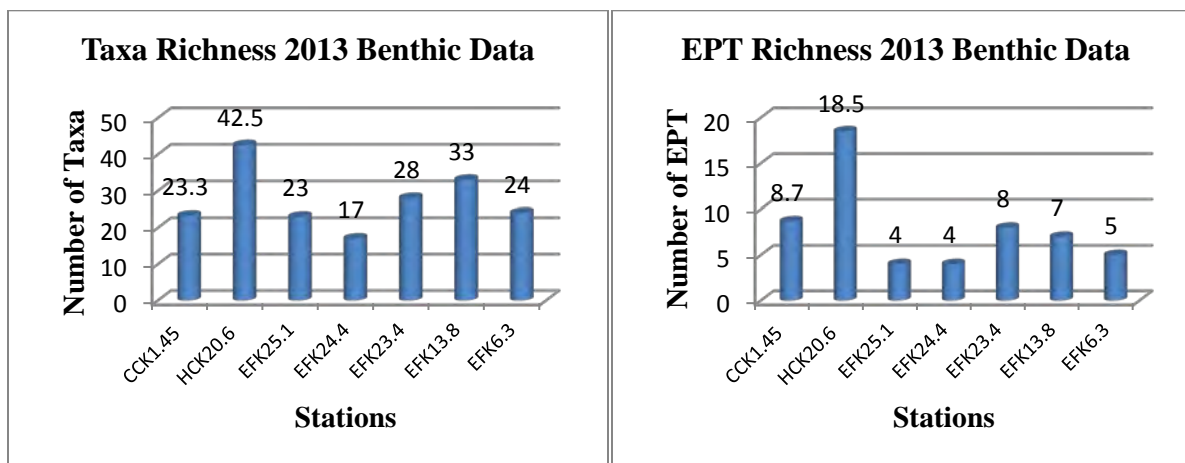 Taxa Richness 2013 Benthic Data
Number of Taxa
50
40
30
20
10
0
23.3
42.5
23
17
28
33
24
CCK1.45
HCK20.6
EFK25.1
EFK24.4
EFK23.4
EFK13.8
EFK6.3
Stations
EPT Richness 2013 Benthic Data
Number of EPT
20
15
10
5
0
8.7
18.5
4
4
8
7
5
CCK1.45
HCK20.6
EFK25.1
EFK24.4
EFK23.4
EFK13.8
EFK6.3
Stations